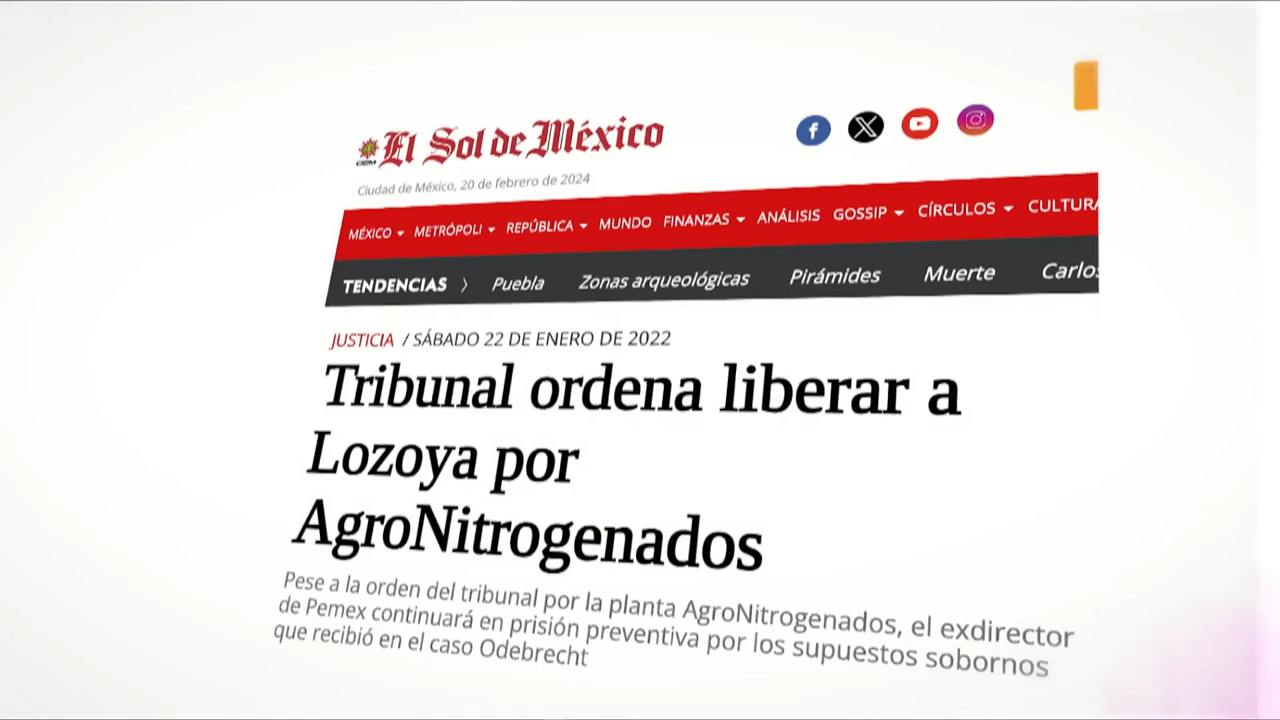 El Sol de México
OEM
Ciudad de México, 20 de febrero de 2024
MÉXICO METRÓPOLI REPÚBLICA MUNDO FINANZAS ANÁLISIS GOSSIP CÍRCULOS CULTURA
TENDENCIAS Puebla Zonas arqueológicas Pirámides Muerte Carlos
JUSTICIA / SÁBADO 22 DE ENERO DE 2022
Tribunal ordena liberar a
Lozoya por
AgroNitrogenados
Pese a la orden del tribunal por la planta AgroNitrogenados, el exdirector
de Pemex continuará en prisión preventiva por los supuestos sobornos
que recibió en el caso Odebrecht